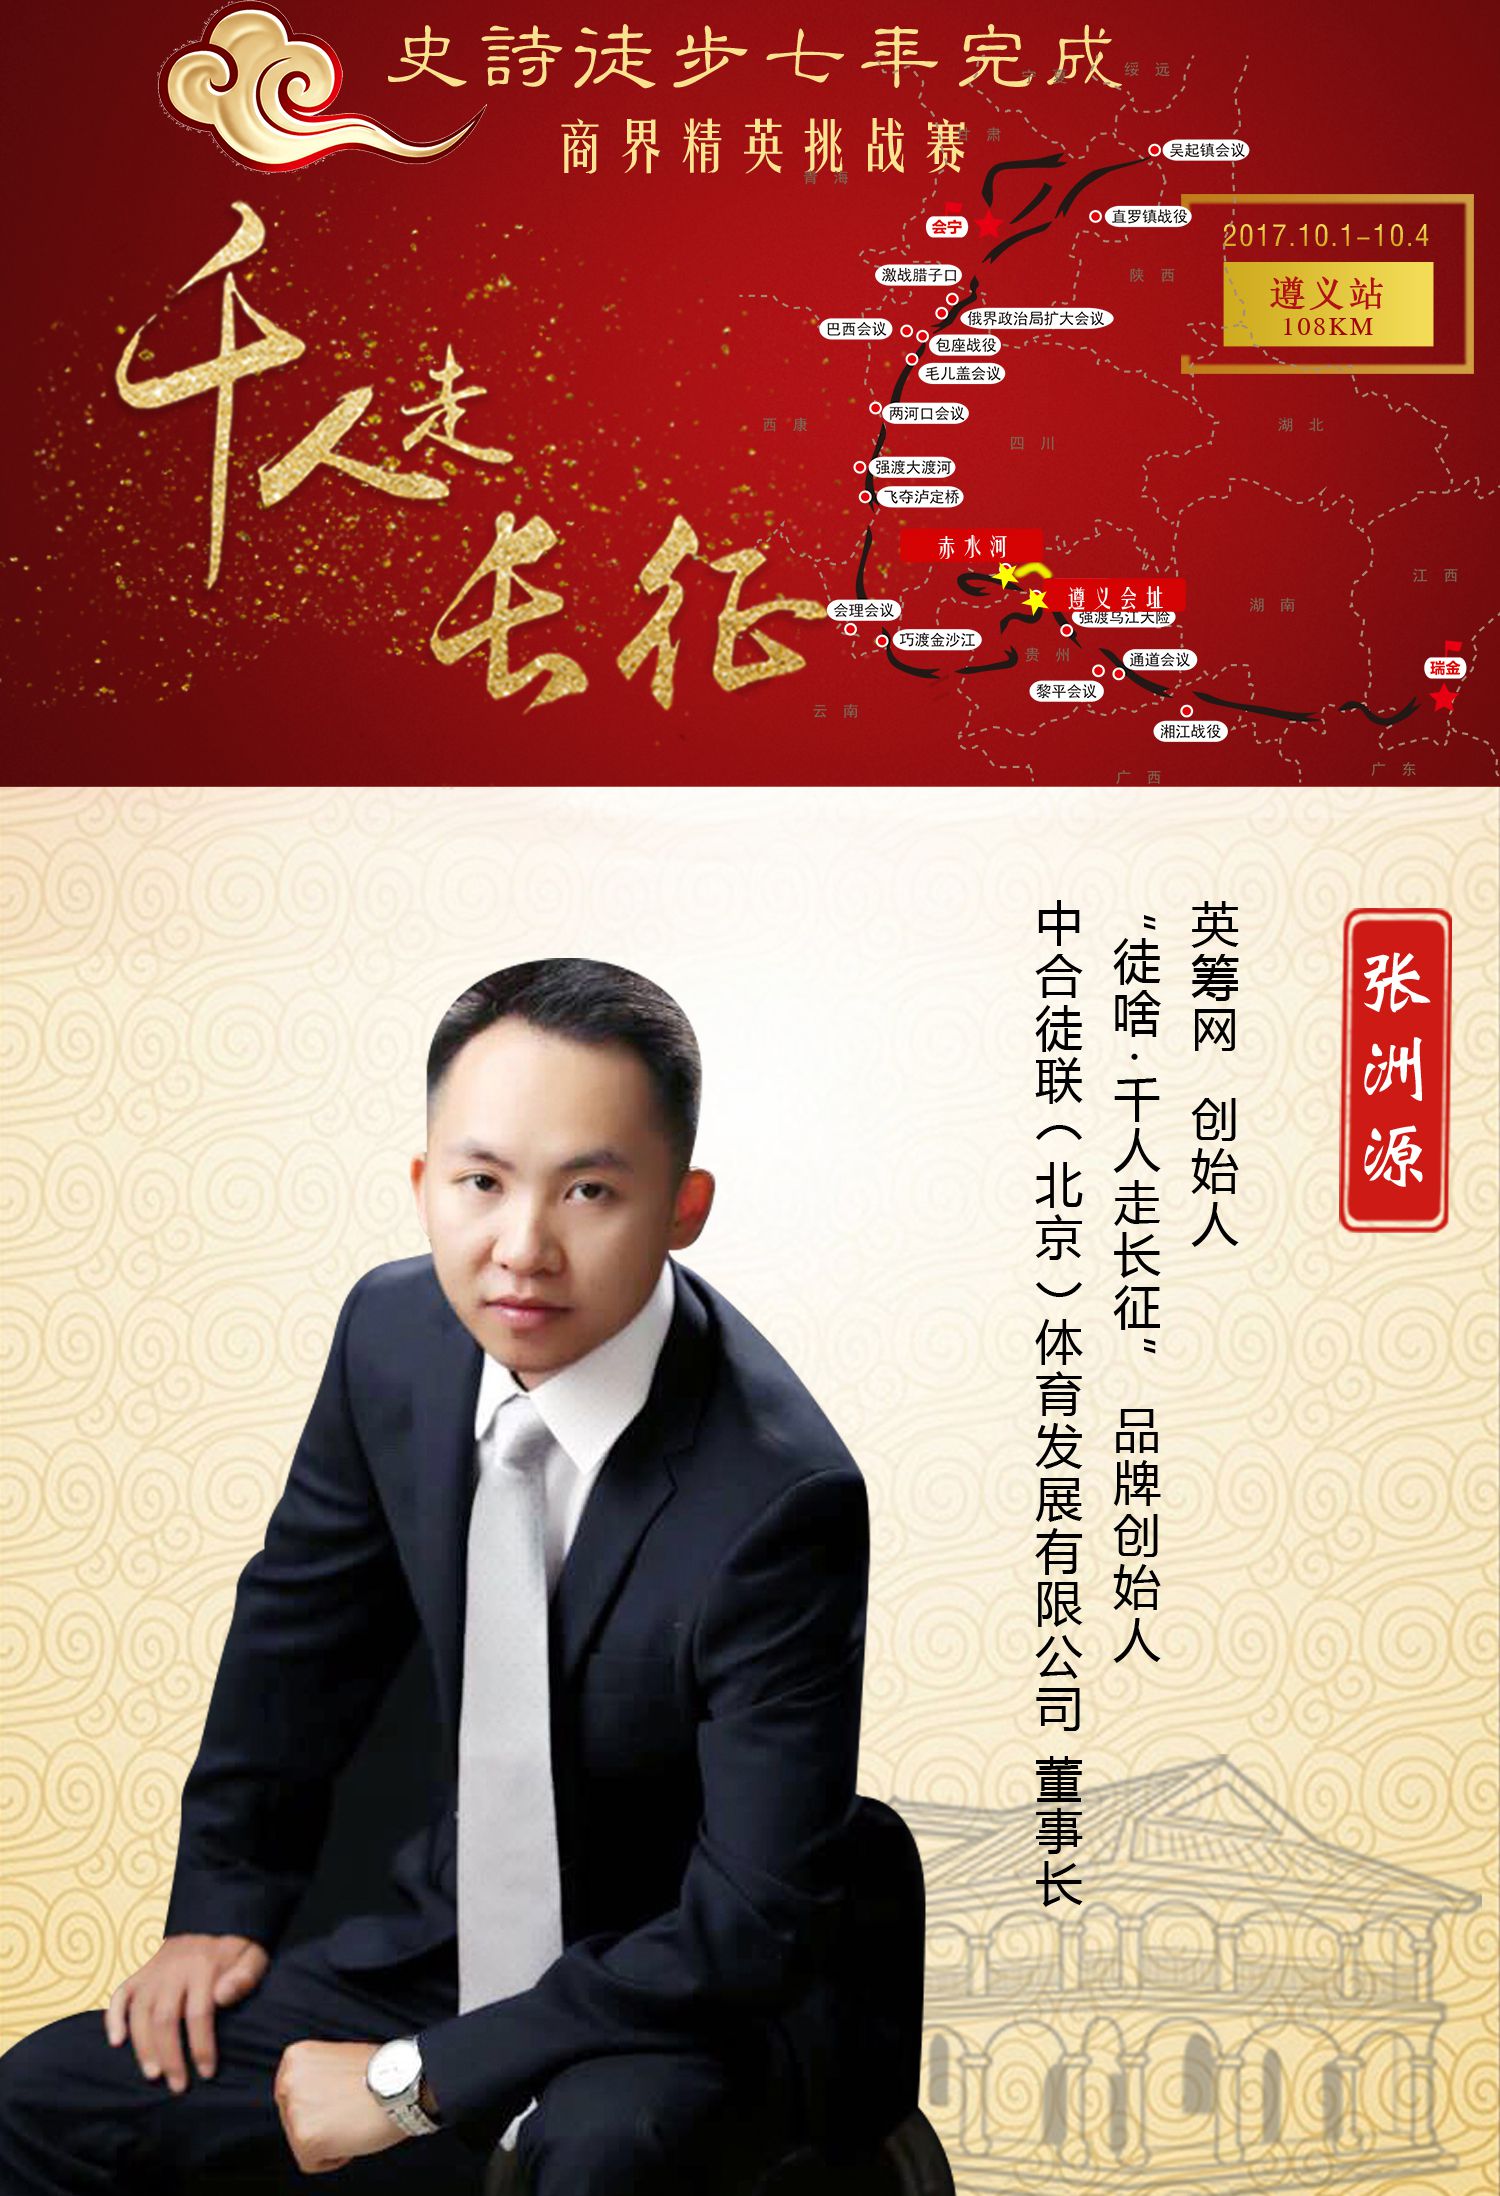 史詩徒步七年完成
商界精英挑战赛
千人走
长征
2017.10.1-10.4
遵义站
108KM
宁夏
绥远
甘肃
青海
吴起镇会议
直罗镇战役
会宁
陕西
激战腊子口
俄界政治局扩大会议
巴西会议
包座战役
毛儿盖会议
两河口会议
西康
四川
湖北
强渡大渡河
飞夺泸定桥
赤水河
遵义会址
强渡乌江天险
江西
湖南
会理会议
巧渡金沙江
贵州
通道会议
黎平会议
瑞金
云南
湘江战役
广西
广东
张洲源
英筹网 创始人
“徒啥·千人走长征” 品牌创始人
中合徒联（北京）体育发展有限公司 董事长